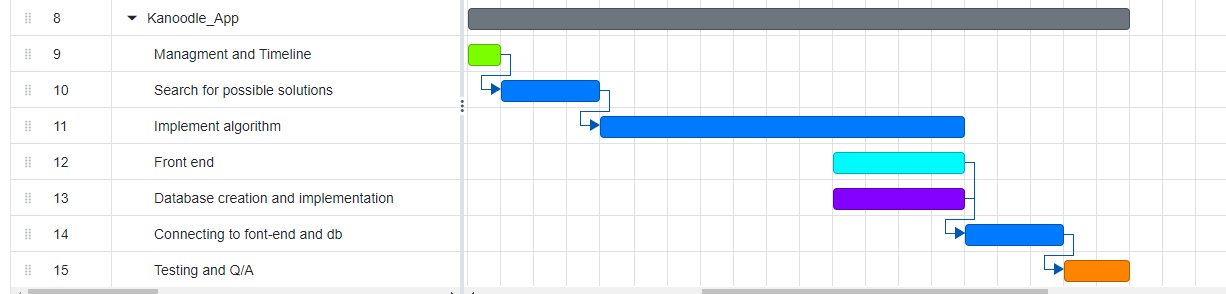 8 Kanoodle_App
9 Managment and Timeline
10 Search for possible solutions
11 Implement algorithm
12 Front end
13 Database creation and implementation
14 Connecting to font-end and db
15 Testing and Q/A